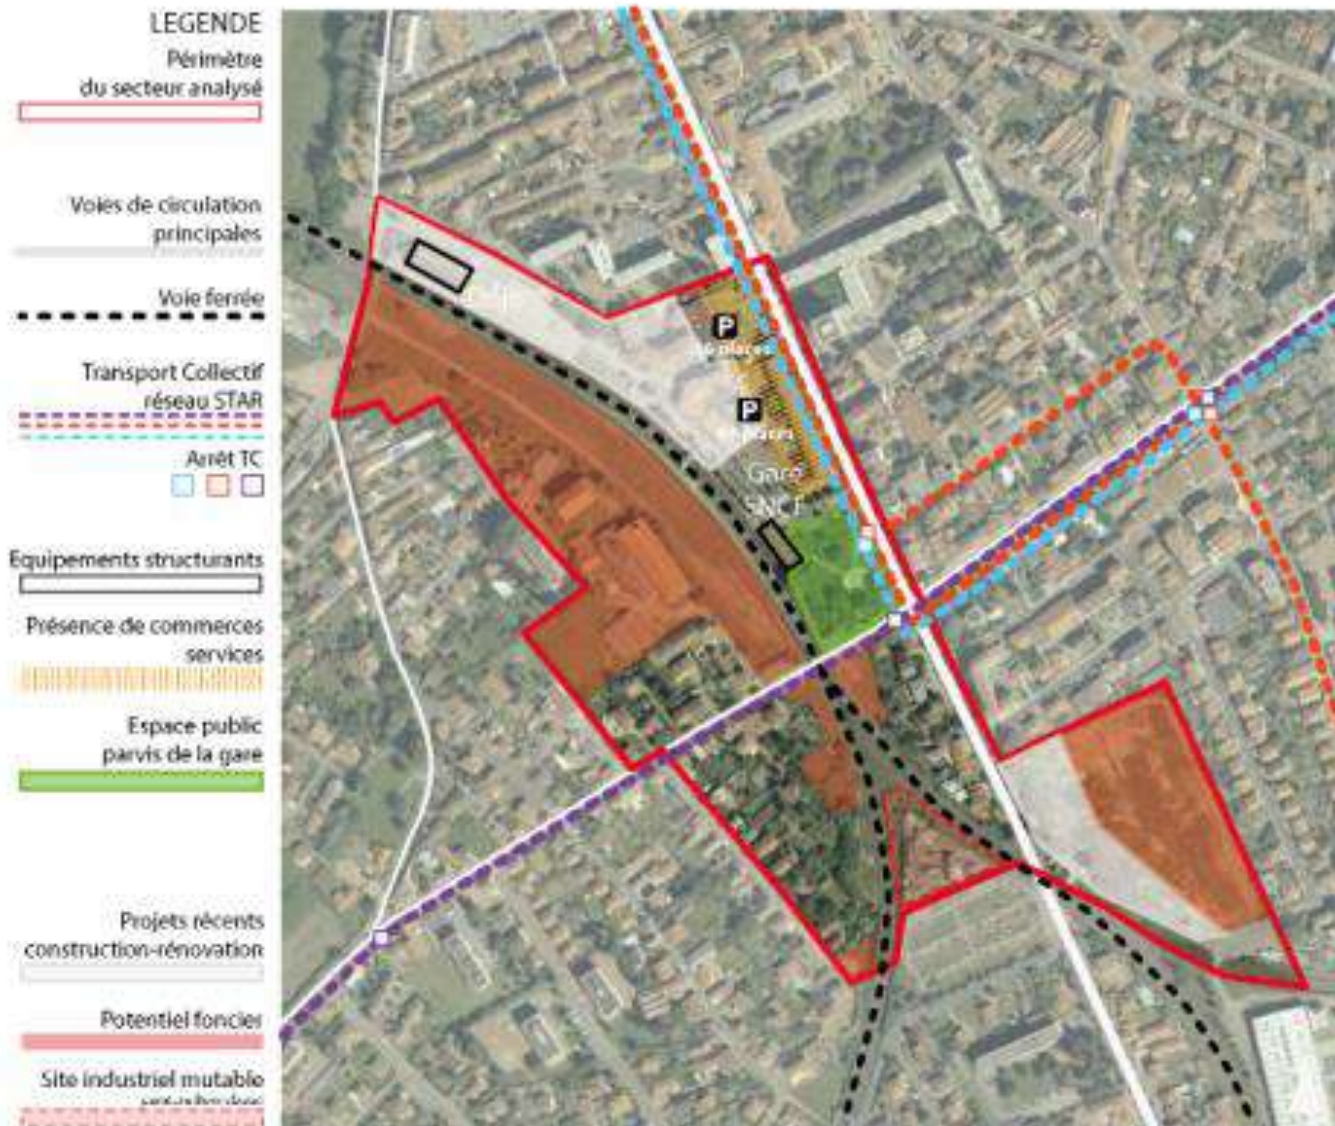 LEGENDE
Périmètre
du secteur analysé
Voies de circulation
principales
Voie ferrée
Transport Collectif
réseau STAR
Arrêt TC
Equipements structurants
Présence de commerces
services
Espace public
parvis de la gare
Projets récents
construction-rénovation
Potentiel foncier
Site industriel mutable
P
places
P
places
Gare
SNCF